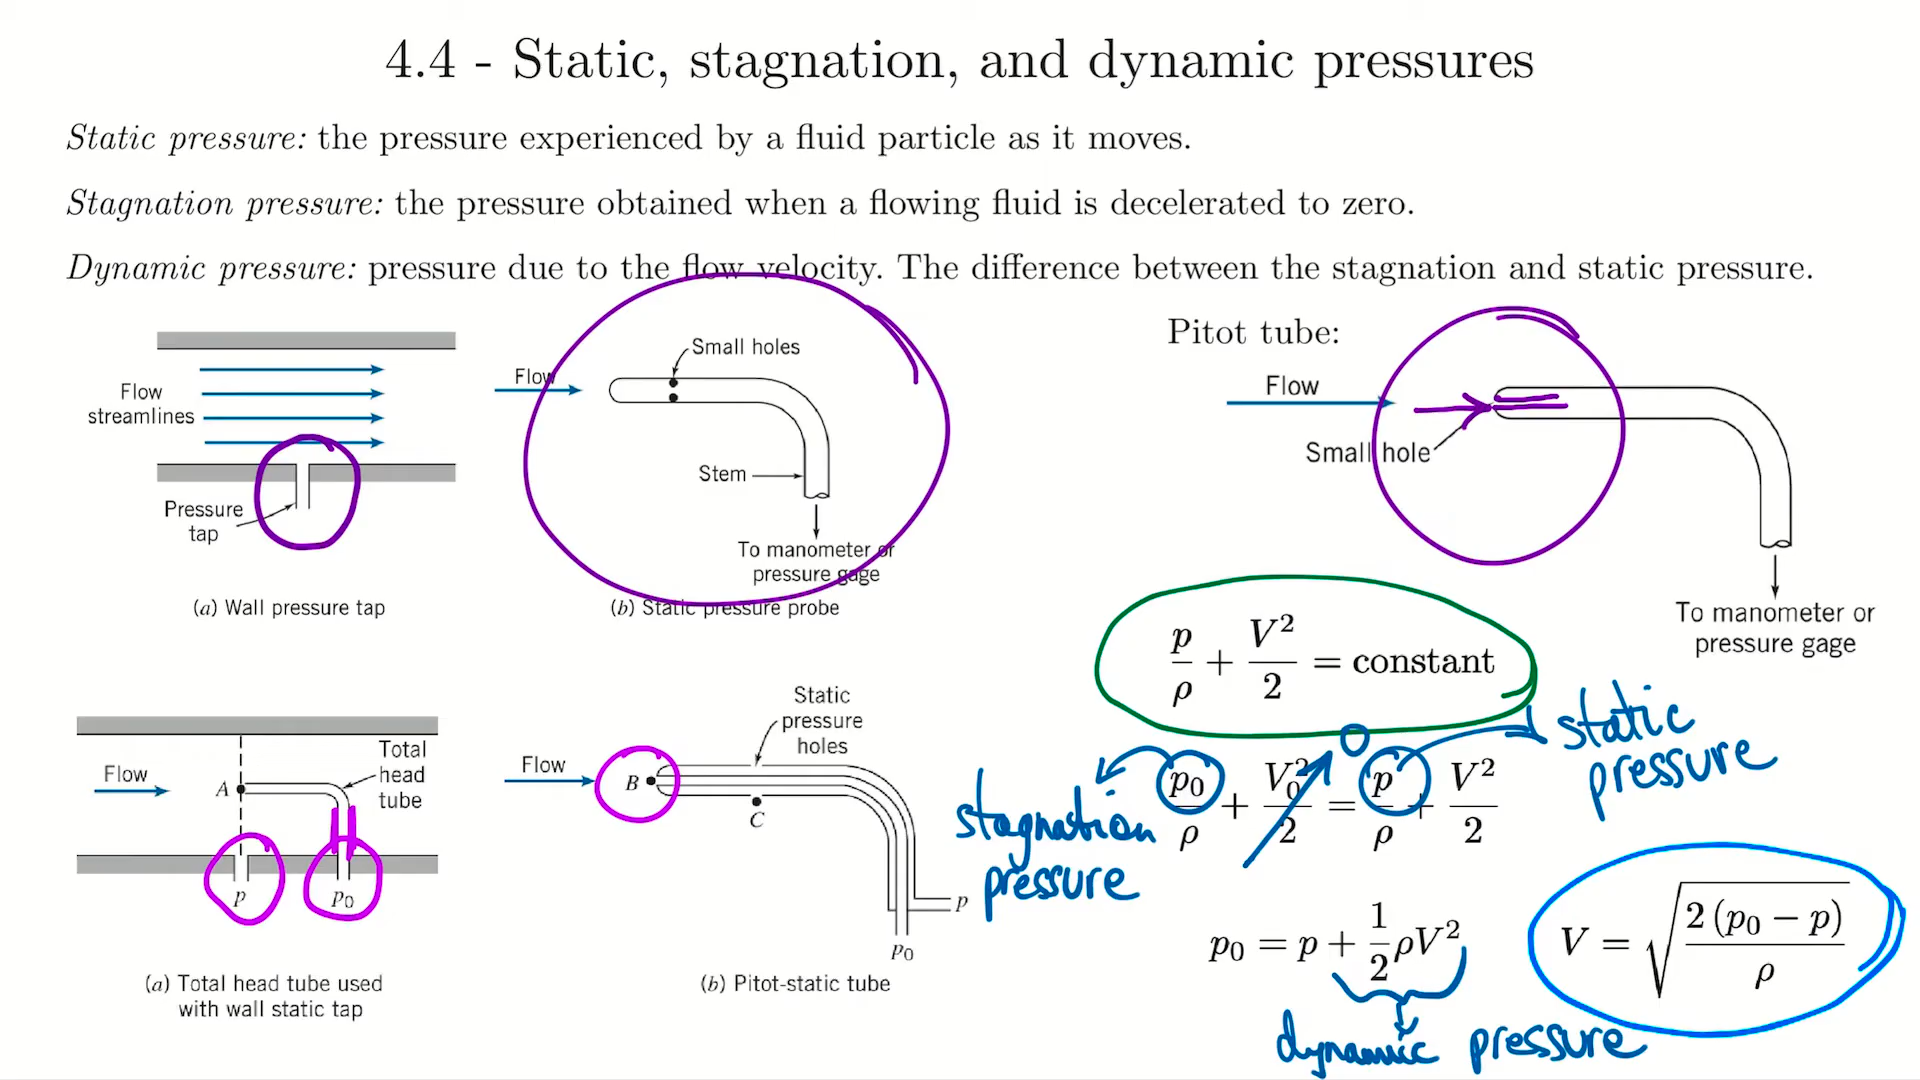 4.4 - Static, stagnation, and dynamic pressures
Static pressure: the pressure experienced by a fluid particle as it moves.
Stagnation pressure: the pressure obtained when a flowing fluid is decelerated to zero.
Dynamic pressure: pressure due to the flow velocity. The difference between the stagnation and static pressure.
Flow
streamlines
Pressure
tap
(a) Wall pressure tap
Flow
Small holes
Stem
To manometer or
pressure gage
(b) Static pressure probe
Pitot tube:
Flow
Small hole
To manometer or
pressure gage
p/ρ + V²/2 = constant
Flow
A
Total
head
tube
p
p₀
(a) Total head tube used
with wall static tap
Flow
B
Static
pressure
holes
C
p
p₀
(b) Pitot-static tube
0
static
pressure
p₀/ρ + V₀²/2 = p/ρ + V²/2
stagnation
pressure
p₀ = p + 1/2 ρV²
V = √(2 (p₀ − p)/ρ)
dynamic pressure